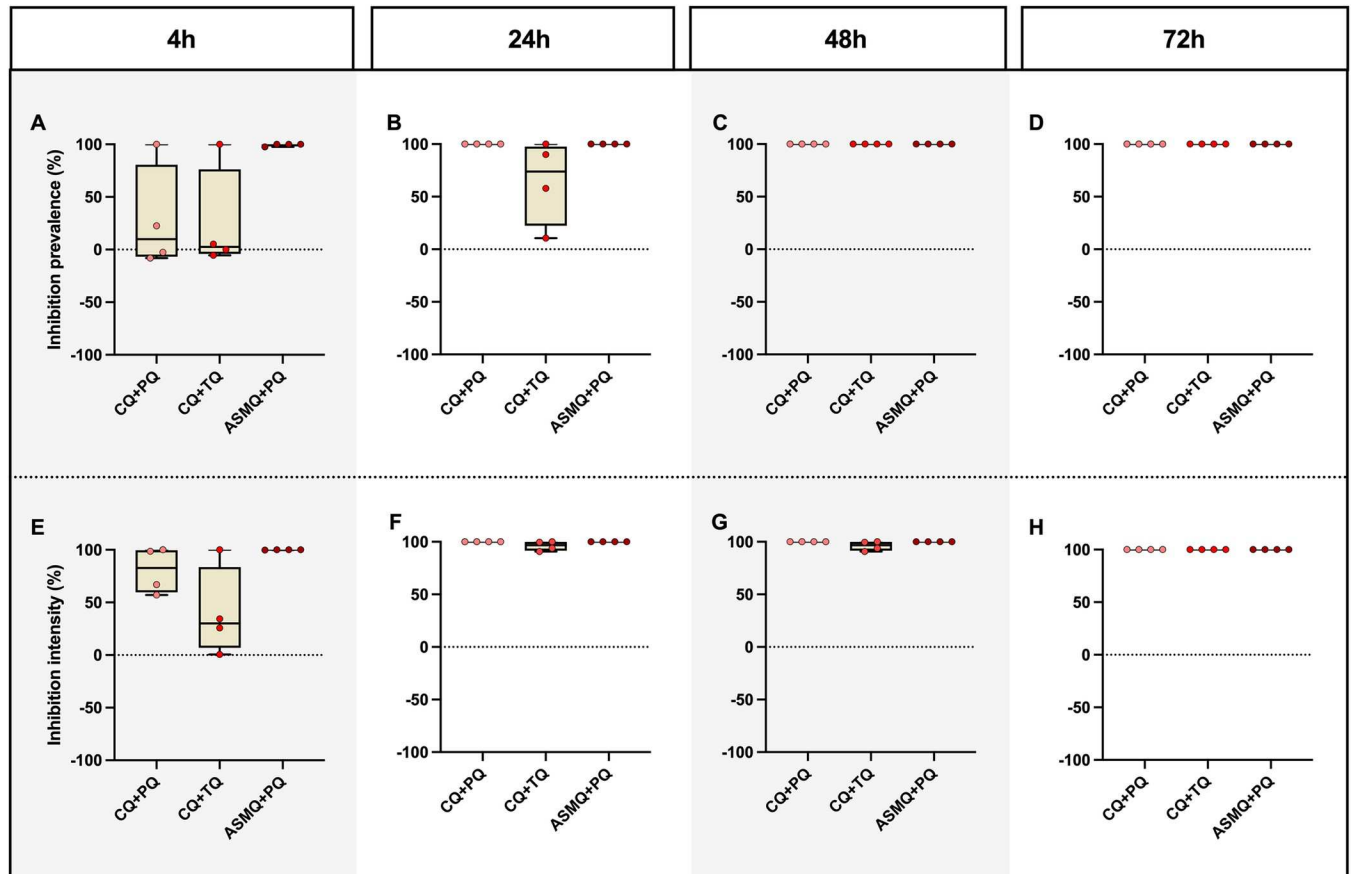 4h
24h
48h
72h
A
B
C
D
Inhibition prevalence (%)
100
50
0
-50
-100
CQ+PQ
CQ+TQ
ASMQ+PQ
100
50
0
-50
-100
CQ+PQ
CQ+TQ
ASMQ+PQ
100
50
0
-50
-100
CQ+PQ
CQ+TQ
ASMQ+PQ
100
50
0
-50
-100
CQ+PQ
CQ+TQ
ASMQ+PQ
E
F
G
H
Inhibition intensity (%)
100
50
0
-50
-100
CQ+PQ
CQ+TQ
ASMQ+PQ
100
50
0
-50
-100
CQ+PQ
CQ+TQ
ASMQ+PQ
100
50
0
-50
-100
CQ+PQ
CQ+TQ
ASMQ+PQ
100
50
0
-50
-100
CQ+PQ
CQ+TQ
ASMQ+PQ